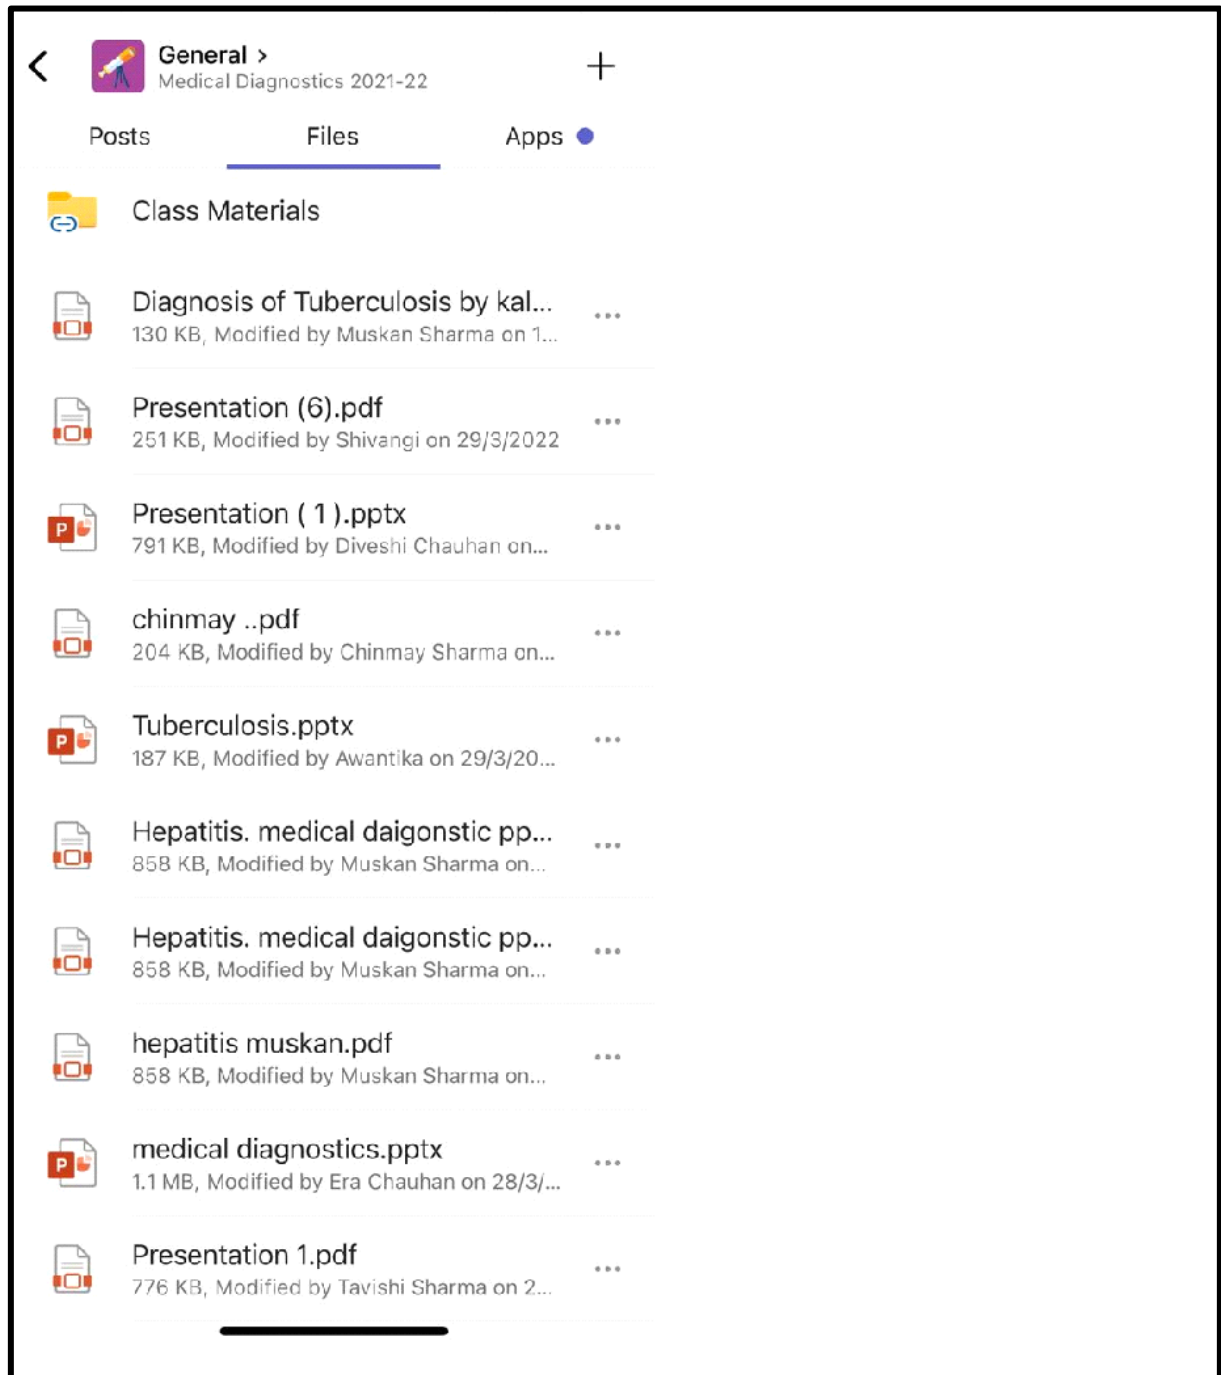 General >
Medical Diagnostics 2021-22
Posts Files Apps
Class Materials
Diagnosis of Tuberculosis by kal...
130 KB, Modified by Muskan Sharma on 1...
Presentation (6).pdf
251 KB, Modified by Shivangi on 29/3/2022
Presentation ( 1 ).pptx
791 KB, Modified by Diveshi Chauhan on...
chinmay ..pdf
204 KB, Modified by Chinmay Sharma on...
Tuberculosis.pptx
187 KB, Modified by Awantika on 29/3/20...
Hepatitis. medical daigonstic pp...
858 KB, Modified by Muskan Sharma on...
Hepatitis. medical daigonstic pp...
858 KB, Modified by Muskan Sharma on...
hepatitis muskan.pdf
858 KB, Modified by Muskan Sharma on...
medical diagnostics.pptx
1.1 MB, Modified by Era Chauhan on 28/3/...
Presentation 1.pdf
776 KB, Modified by Tavishi Sharma on 2...